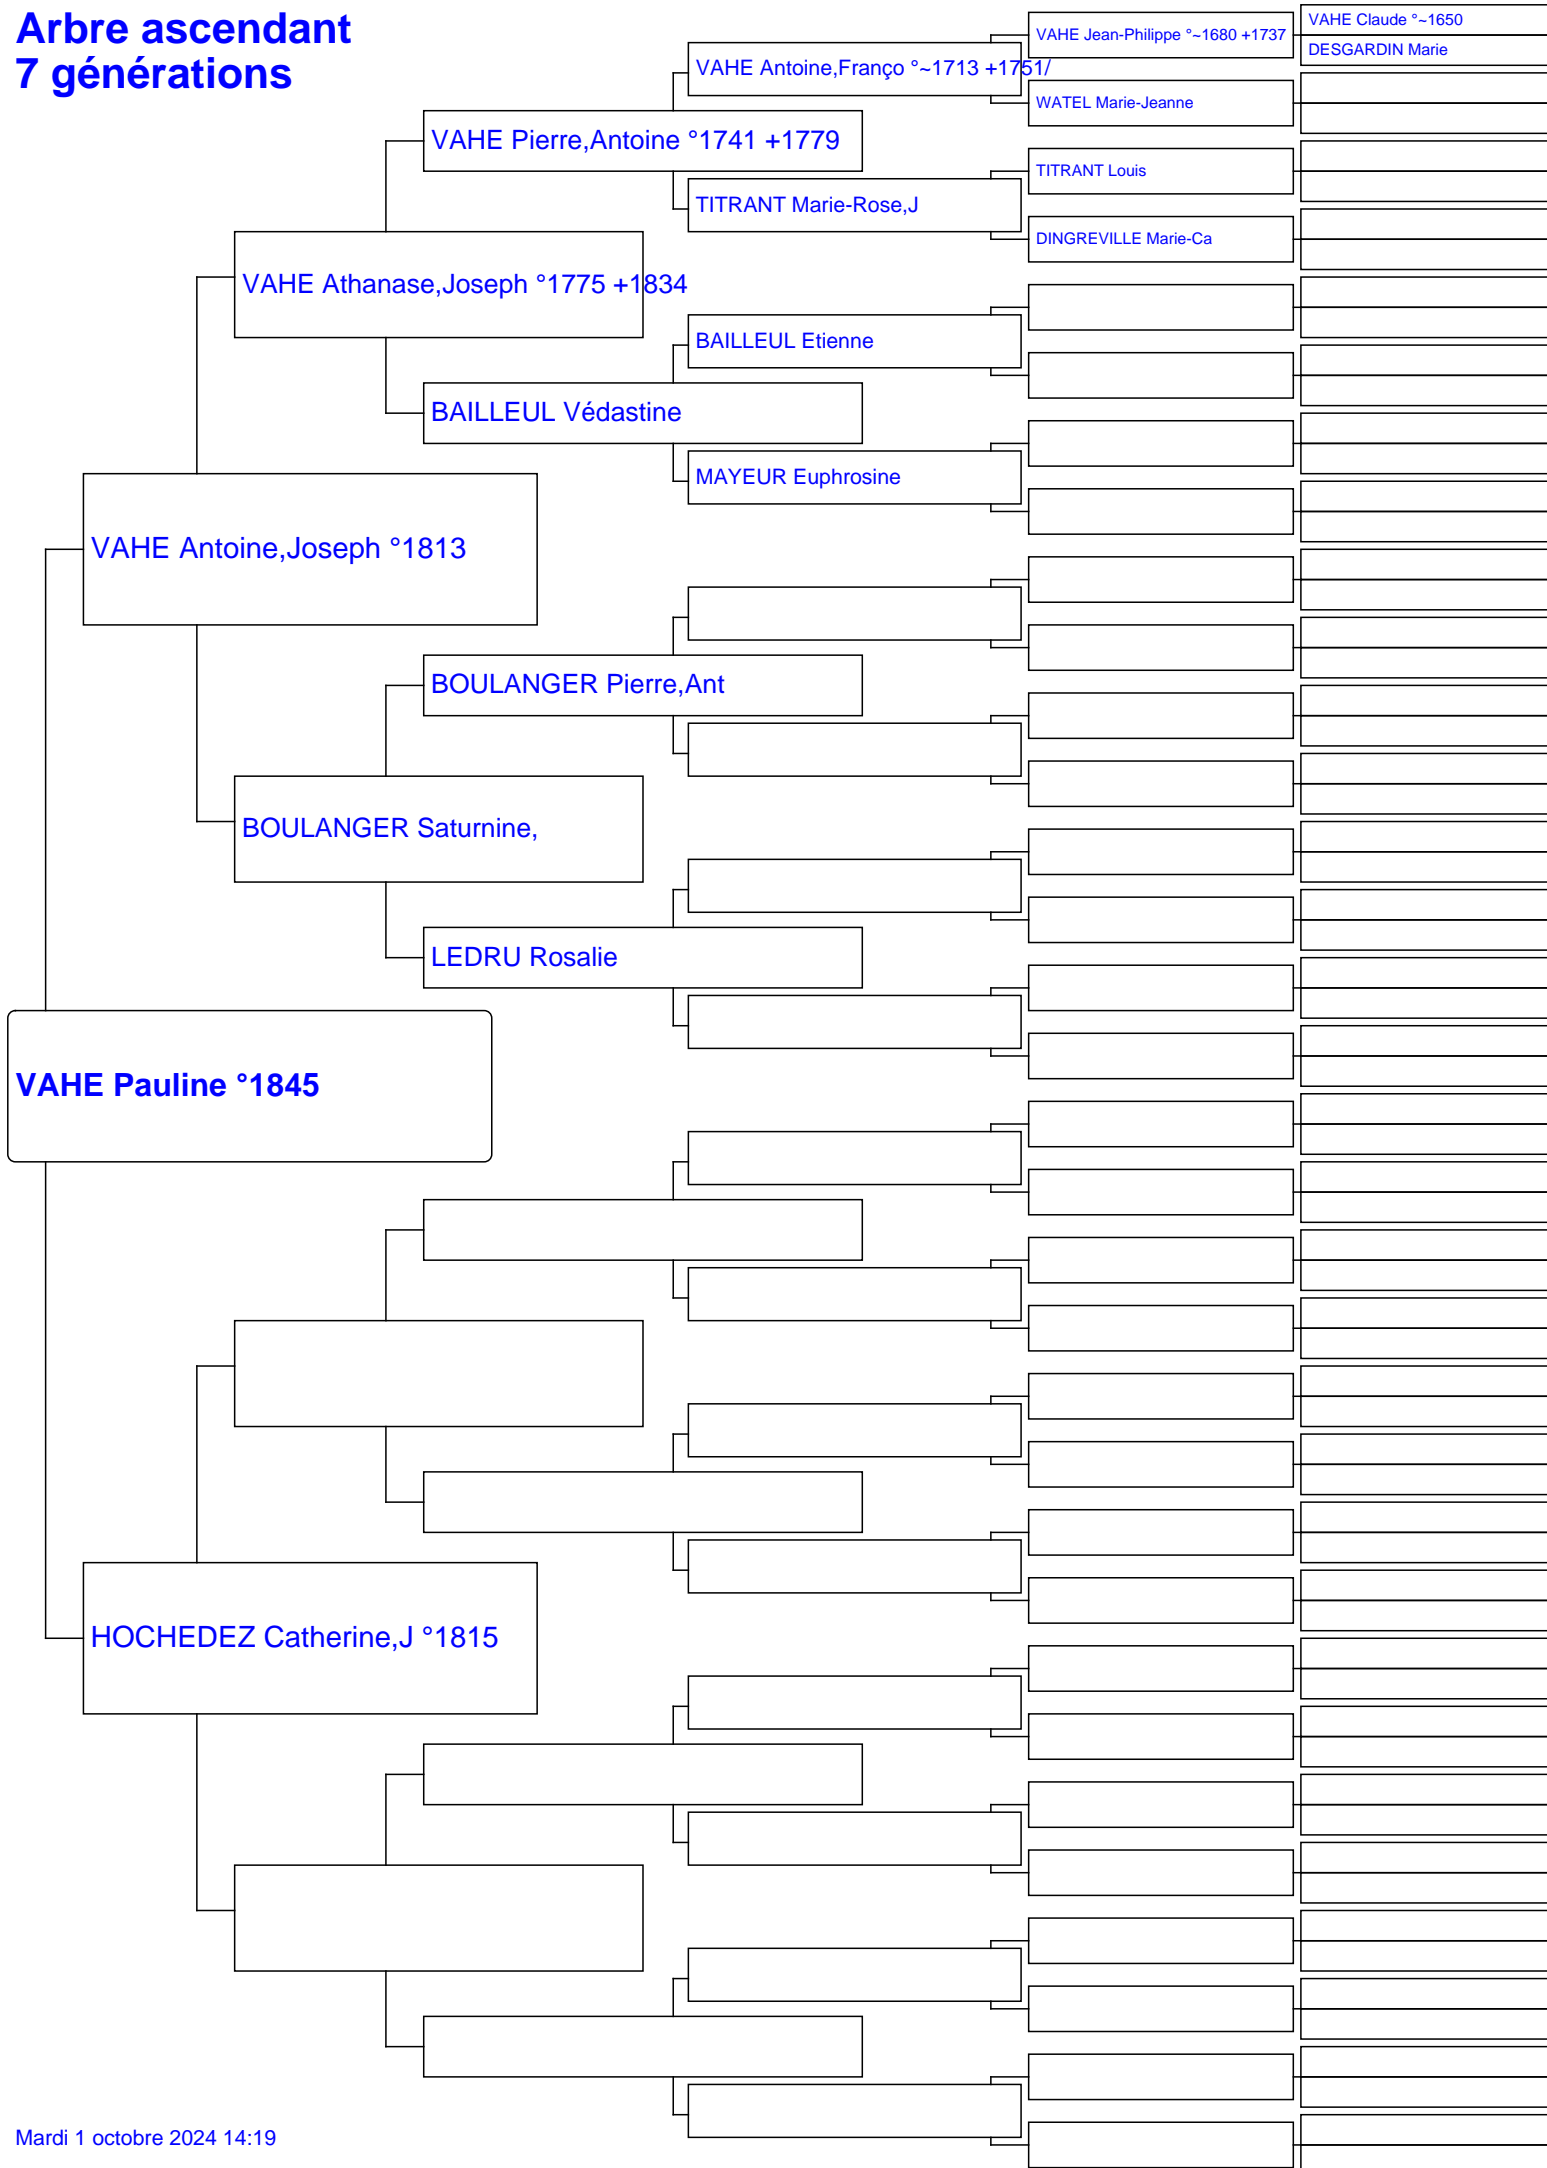 Arbre ascendant
7 générations
VAHE Claude °~1650
VAHE Jean-Philippe °~1680 +1737
DESGARDIN Marie
VAHE Antoine,Franço °~1713 +1751/
WATEL Marie-Jeanne
VAHE Pierre,Antoine °1741 +1779
TITRANT Louis
TITRANT Marie-Rose,J
DINGREVILLE Marie-Ca
VAHE Athanase,Joseph °1775 +1834
BAILLEUL Etienne
BAILLEUL Védastine
MAYEUR Euphrosine
VAHE Antoine,Joseph °1813
BOULANGER Pierre,Ant
BOULANGER Saturnine,
LEDRU Rosalie
VAHE Pauline °1845
HOCHEDEZ Catherine,J °1815
Mardi 1 octobre 2024 14:19